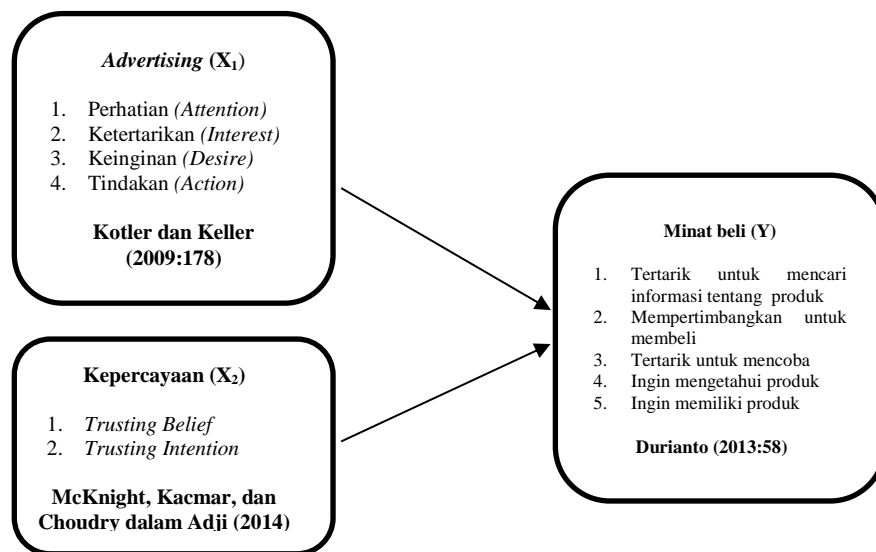 Advertising (X1)
1. Perhatian (Attention)
2. Ketertarikan (Interest)
3. Keinginan (Desire)
4. Tindakan (Action)
Kotler dan Keller
(2009:178)
Kepercayaan (X2)
1. Trusting Belief
2. Trusting Intention
McKnight, Kacmar, dan
Choudry dalam Adji (2014)
Minat beli (Y)
1. Tertarik untuk mencari
informasi tentang produk
2. Mempertimbangkan untuk
membeli
3. Tertarik untuk mencoba
4. Ingin mengetahui produk
5. Ingin memiliki produk
Durianto (2013:58)